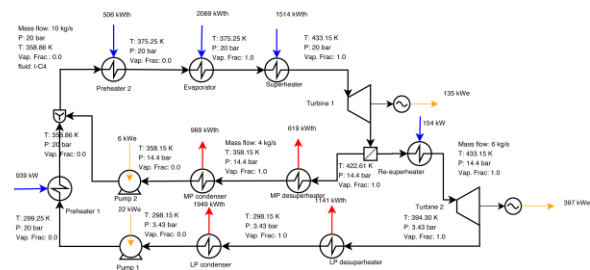 506 kWth
2069 kWth
1514 kWth
Mass flow: 10 kg/s
P: 20 bar
T: 358.86 K
Vap. Frac.: 0.0
fluid: I-C4
T: 375.25 K
P: 20 bar
Vap. Frac: 0.0
T: 375.25 K
P: 20 bar
Vap. Frac: 1.0
T: 433.15 K
P: 20 bar
Vap. Frac: 1.0
Preheater 2
Evaporator
Superheater
Turbine 1
135 kWe
154 kW
T: 358.86 K
P: 20 bar
Vap. Frac: 0.0
6 kWe
T: 358.15 K
P: 14.4 bar
Vap. Frac: 0.0
969 kWth
Mass flow: 4 kg/s
T: 358.15 K
P: 14.4 bar
Vap. Frac: 1.0
619 kWth
T: 422.61 K
P: 14.4 bar
Vap. Frac: 1.0
Re-superheater
Mass flow: 6 kg/s
T: 433.15 K
P: 14.4 bar
Vap. Frac: 1.0
939 kW
Preheater 1
Pump 2
MP condenser
MP desuperheater
Turbine 2
397 kWe
22 kWe
1949 kWth
1141 kWth
T: 299.25 K
P: 20 bar
Vap. Frac: 0.0
T: 298.15 K
P: 3.43 bar
Vap. Frac: 0.0
T: 298.15 K
P: 3.43 bar
Vap. Frac: 1.0
T: 394.30 K
P: 3.43 bar
Vap. Frac: 1.0
Pump 1
LP condenser
LP desuperheater